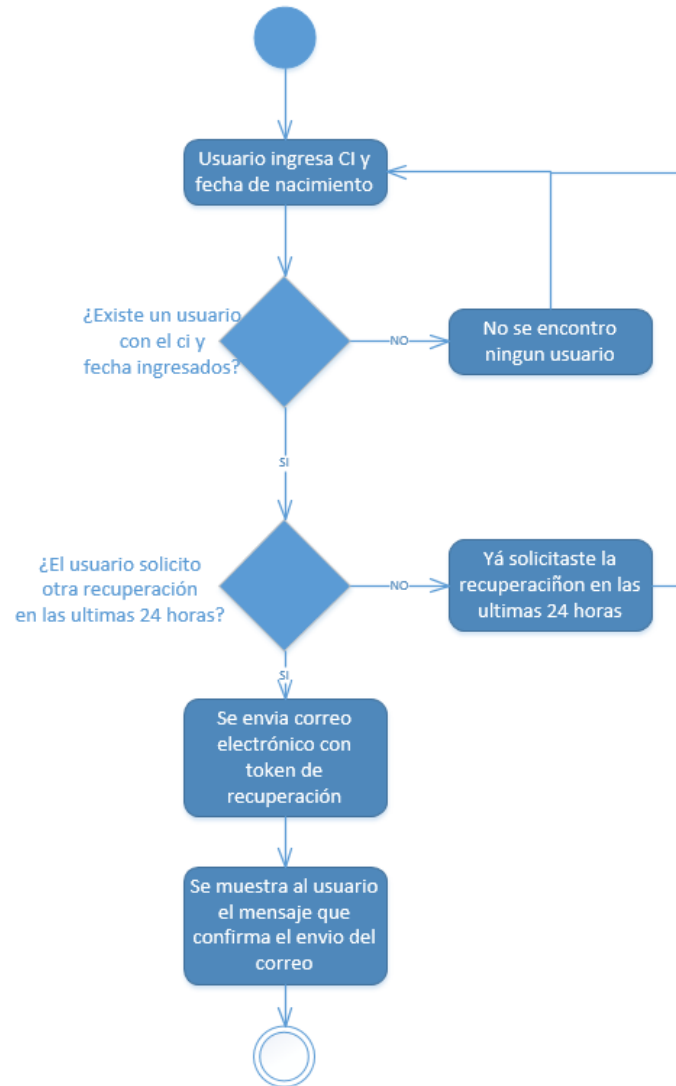 Usuario ingresa CI y
fecha de nacimiento
¿Existe un usuario
con el ci y
fecha ingresados?
NO
No se encontro
ningun usuario
SI
¿El usuario solicito
otra recuperación
en las ultimas 24 horas?
NO
Yá solicitaste la
recuperaciñon en las
ultimas 24 horas
SI
Se envia correo
electrónico con
token de
recuperación
Se muestra al usuario
el mensaje que
confirma el envio del
correo